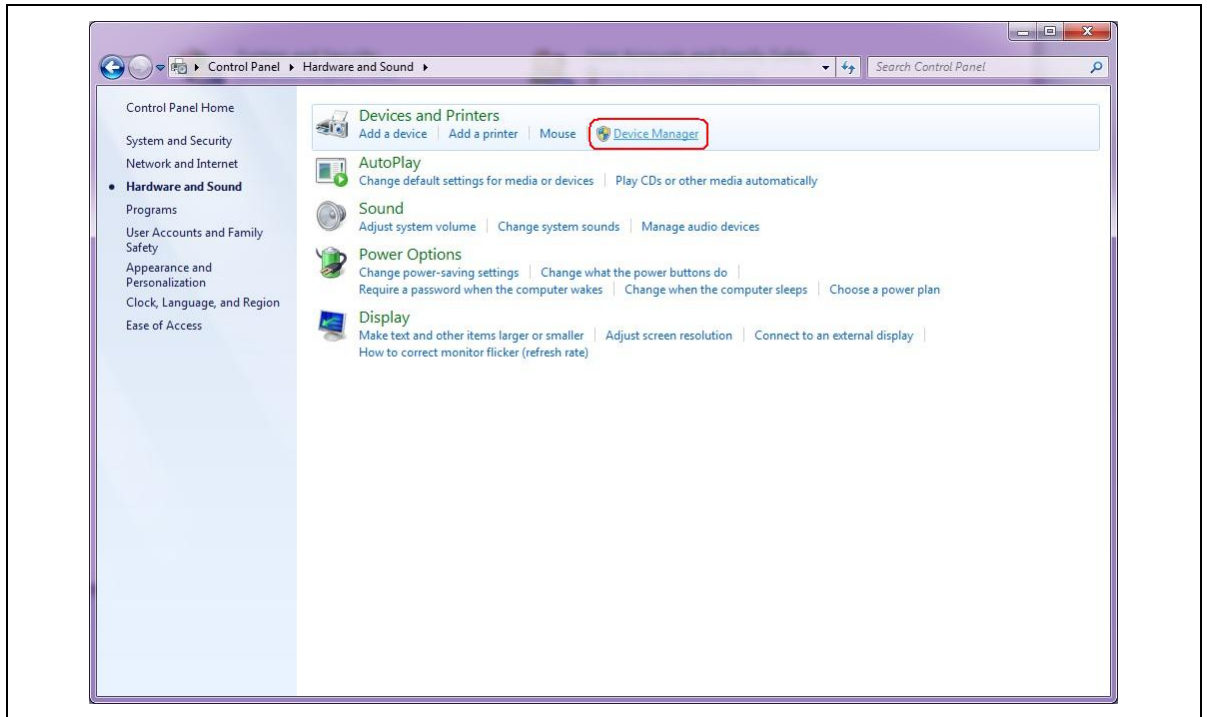 Control Panel ▸ Hardware and Sound ▸
Search Control Panel
Control Panel Home
System and Security
Network and Internet
Hardware and Sound
Programs
User Accounts and Family
Safety
Appearance and
Personalization
Clock, Language, and Region
Ease of Access
Devices and Printers
Add a device | Add a printer | Mouse | Device Manager
AutoPlay
Change default settings for media or devices | Play CDs or other media automatically
Sound
Adjust system volume | Change system sounds | Manage audio devices
Power Options
Change power-saving settings | Change what the power buttons do |
Require a password when the computer wakes | Change when the computer sleeps | Choose a power plan
Display
Make text and other items larger or smaller | Adjust screen resolution | Connect to an external display |
How to correct monitor flicker (refresh rate)